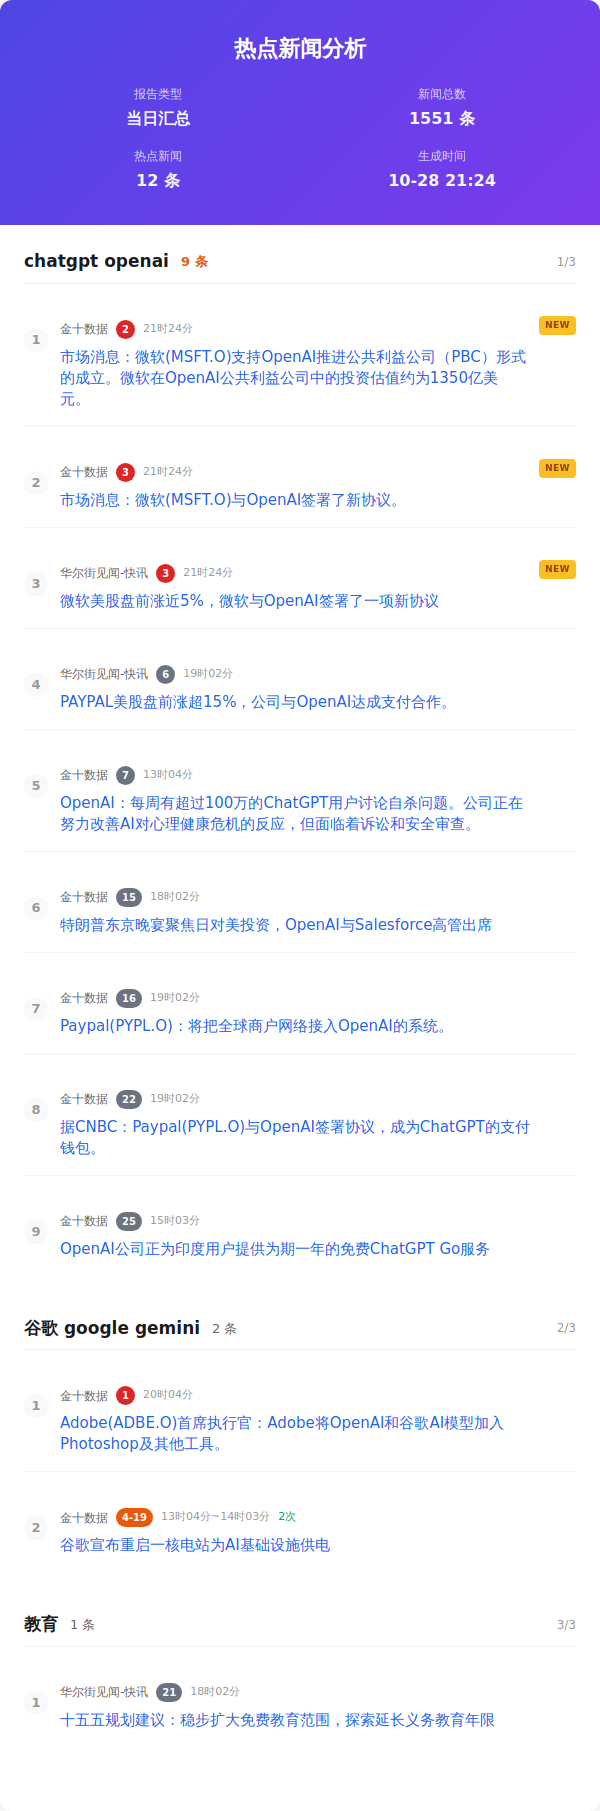 热点新闻分析
报告类型
新闻总数
当日汇总
1551 条
热点新闻
生成时间
12 条
10-28 21:24
chatgpt openai 9 条 1/3
1 金十数据 2 21时24分 NEW
市场消息：微软(MSFT.O)支持OpenAI推进公共利益公司（PBC）形式
的成立。微软在OpenAI公共利益公司中的投资估值约为1350亿美
元。
2 金十数据 3 21时24分 NEW
市场消息：微软(MSFT.O)与OpenAI签署了新协议。
3 华尔街见闻-快讯 3 21时24分 NEW
微软美股盘前涨近5%，微软与OpenAI签署了一项新协议
4 华尔街见闻-快讯 6 19时02分
PAYPAL美股盘前涨超15%，公司与OpenAI达成支付合作。
5 金十数据 7 13时04分
OpenAI：每周有超过100万的ChatGPT用户讨论自杀问题。公司正在
努力改善AI对心理健康危机的反应，但面临着诉讼和安全审查。
6 金十数据 15 18时02分
特朗普东京晚宴聚焦日对美投资，OpenAI与Salesforce高管出席
7 金十数据 16 19时02分
Paypal(PYPL.O)：将把全球商户网络接入OpenAI的系统。
8 金十数据 22 19时02分
据CNBC：Paypal(PYPL.O)与OpenAI签署协议，成为ChatGPT的支付
钱包。
9 金十数据 25 15时03分
OpenAI公司正为印度用户提供为期一年的免费ChatGPT Go服务
谷歌 google gemini 2 条 2/3
1 金十数据 1 20时04分
Adobe(ADBE.O)首席执行官：Adobe将OpenAI和谷歌AI模型加入
Photoshop及其他工具。
2 金十数据 4-19 13时04分~14时03分 2次
谷歌宣布重启一核电站为AI基础设施供电
教育 1 条 3/3
1 华尔街见闻-快讯 21 18时02分
十五五规划建议：稳步扩大免费教育范围，探索延长义务教育年限